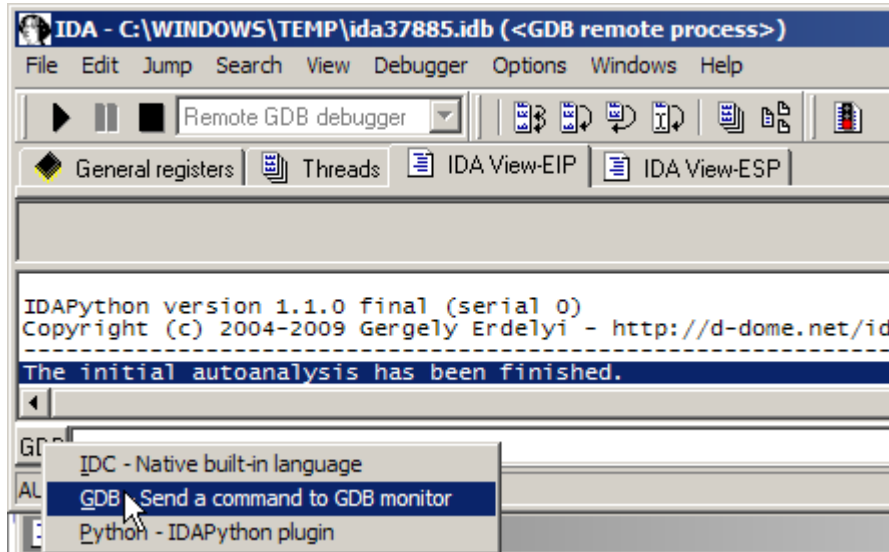 IDA - C:\WINDOWS\TEMP\ida37885.idb (<GDB remote process>)
File Edit Jump Search View Debugger Options Windows Help
Remote GDB debugger
General registers Threads IDA View-EIP IDA View-ESP
IDAPython version 1.1.0 final (serial 0)
Copyright (c) 2004-2009 Gergely Erdelyi - http://d-dome.net/id
---------------------------------------------------------------
The initial autoanalysis has been finished.
IDC - Native built-in language
GDB - Send a command to GDB monitor
Python - IDAPython plugin